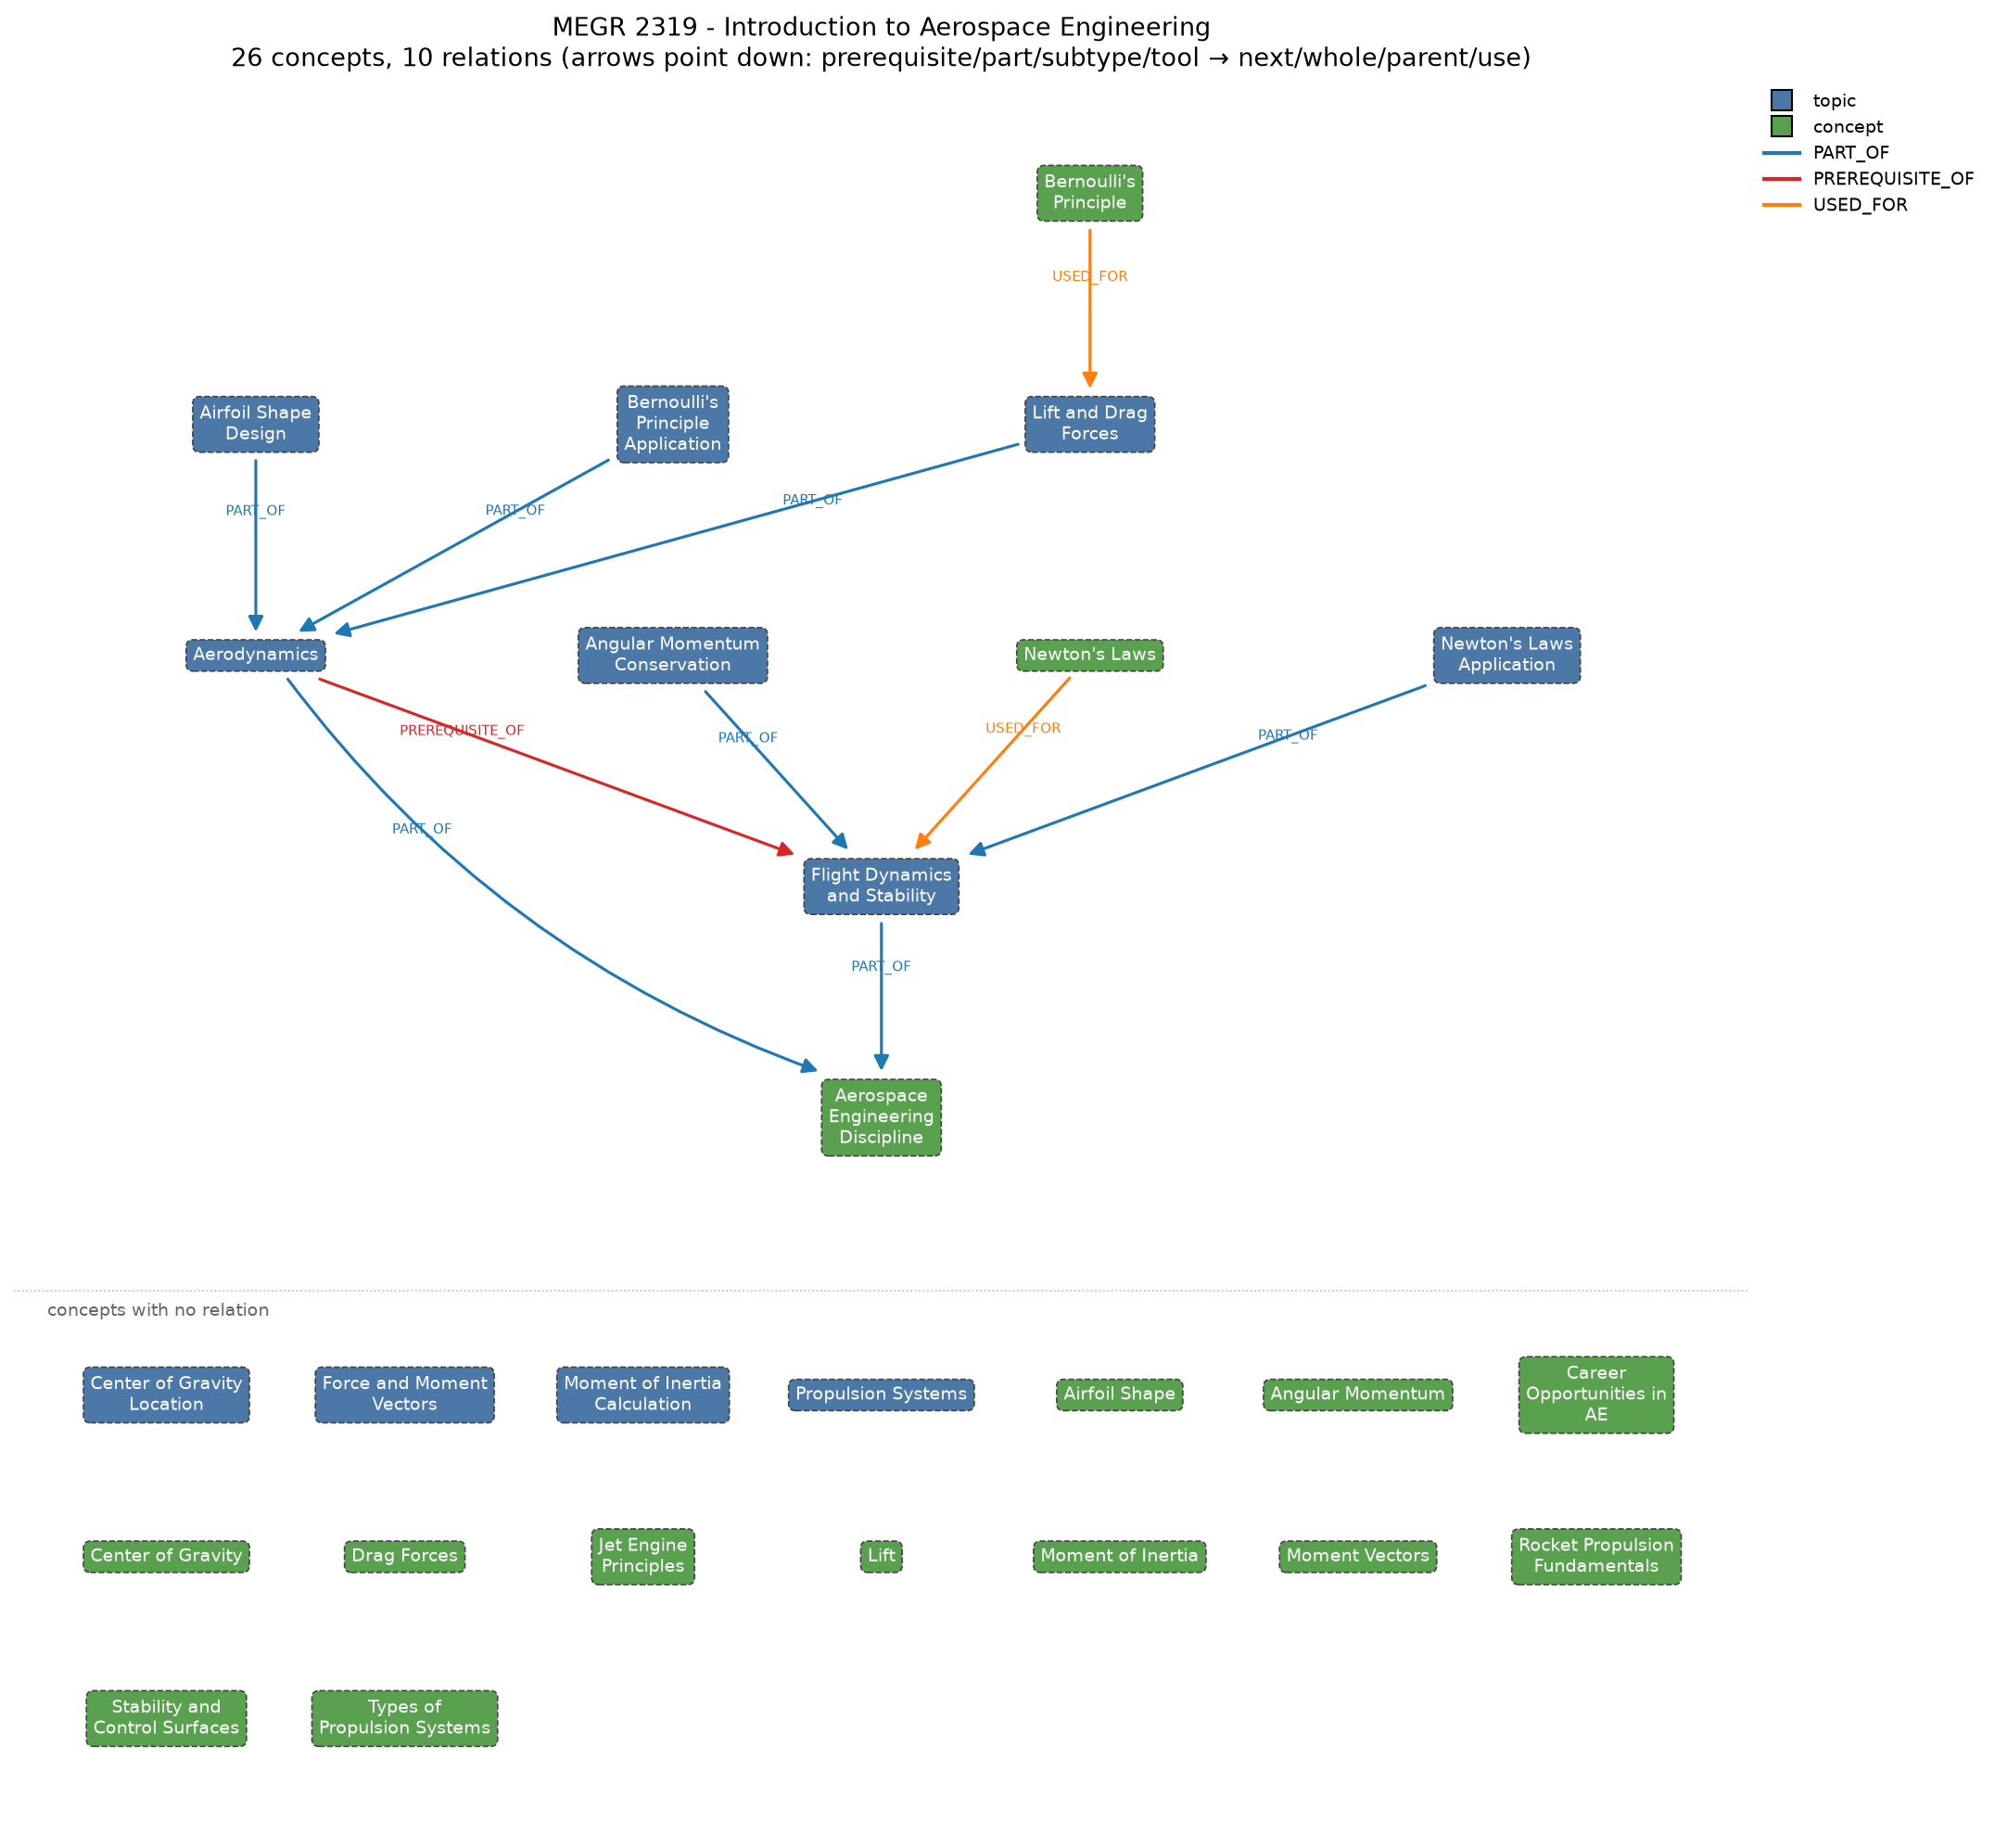 MEGR 2319 - Introduction to Aerospace Engineering
26 concepts, 10 relations (arrows point down: prerequisite/part/subtype/tool → next/whole/parent/use)
topic
concept
PART_OF
PREREQUISITE_OF
USED_FOR
Bernoulli's
Principle
USED_FOR
Airfoil Shape
Design
Bernoulli's
Principle
Application
Lift and Drag
Forces
PART_OF
PART_OF
PART_OF
Aerodynamics
Angular Momentum
Conservation
Newton's Laws
Newton's Laws
Application
PREREQUISITE_OF
PART_OF
USED_FOR
PART_OF
PART_OF
Flight Dynamics
and Stability
PART_OF
Aerospace
Engineering
Discipline
concepts with no relation
Center of Gravity
Location
Force and Moment
Vectors
Moment of Inertia
Calculation
Propulsion Systems
Airfoil Shape
Angular Momentum
Career
Opportunities in
AE
Center of Gravity
Drag Forces
Jet Engine
Principles
Lift
Moment of Inertia
Moment Vectors
Rocket Propulsion
Fundamentals
Stability and
Control Surfaces
Types of
Propulsion Systems